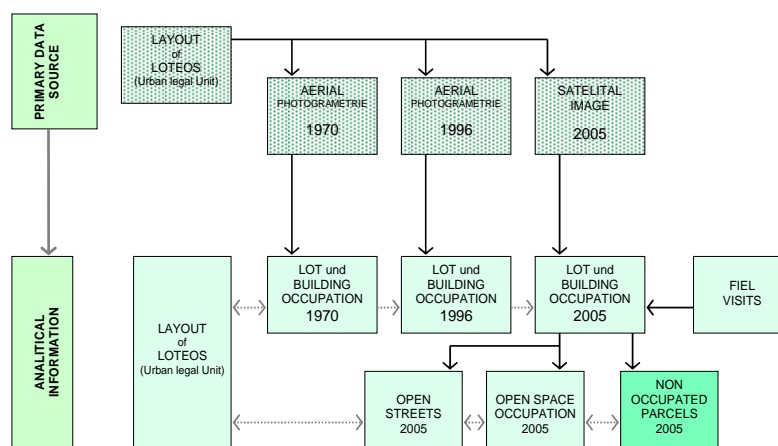 PRIMARY DATA
SOURCE
LAYOUT
of
LOTEOS
(Urban legal Unit)
AERIAL
PHOTOGRAMETRIE
1970
AERIAL
PHOTOGRAMETRIE
1996
SATELITAL
IMAGE
2005
ANALITICAL
INFORMATION
LAYOUT
of
LOTEOS
(Urban legal Unit)
LOT und
BUILDING
OCCUPATION
1970
LOT und
BUILDING
OCCUPATION
1996
LOT und
BUILDING
OCCUPATION
2005
FIEL
VISITS
OPEN
STREETS
2005
OPEN SPACE
OCCUPATION
2005
NON
OCCUPATED
PARCELS
2005